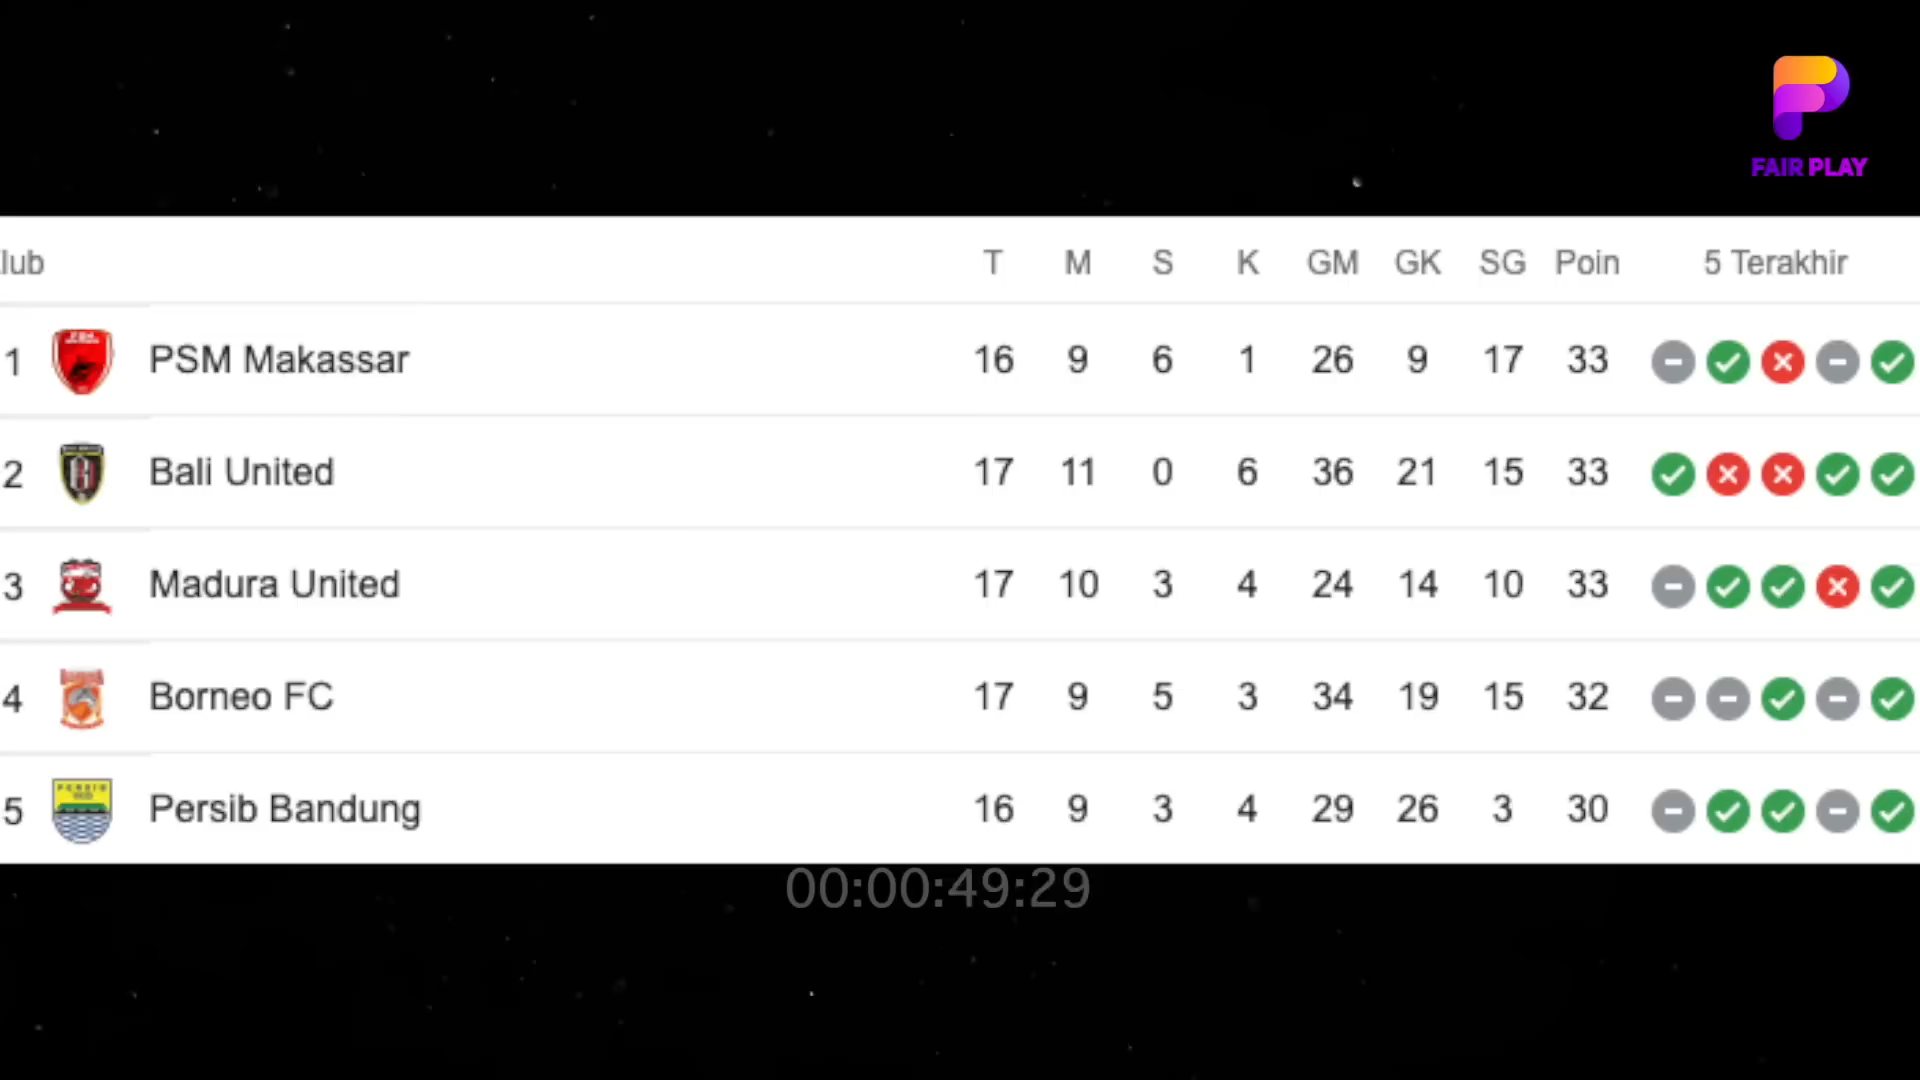 FAIR PLAY
lub T M S K GM GK SG Poin 5 Terakhir
1 PSM Makassar 16 9 6 1 26 9 17 33
2 Bali United 17 11 0 6 36 21 15 33
3 Madura United 17 10 3 4 24 14 10 33
4 Borneo FC 17 9 5 3 34 19 15 32
5 PERSIB Persib Bandung 16 9 3 4 29 26 3 30
00:00:49:29